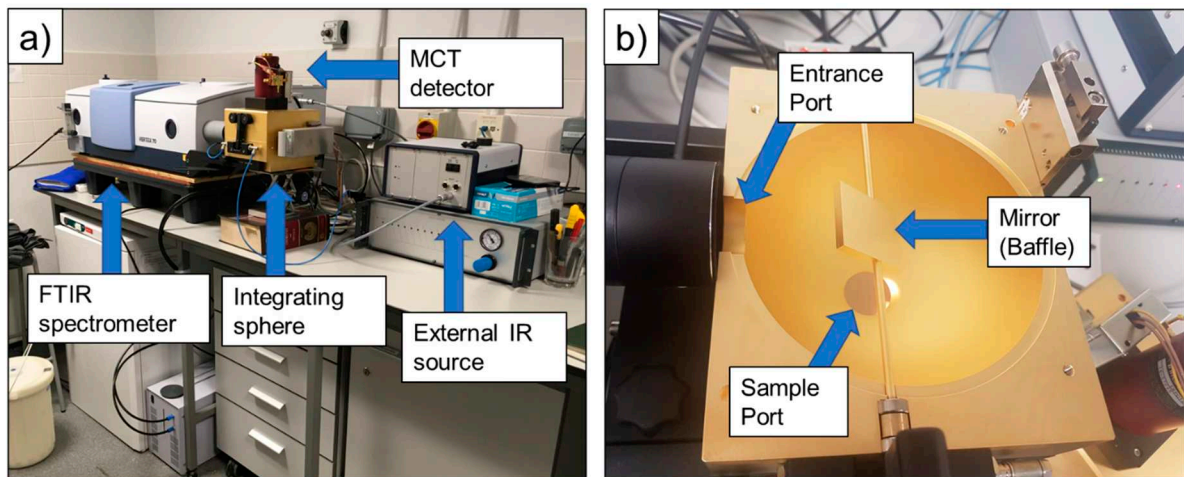 a)
MCT
detector
FTIR
spectrometer
Integrating
sphere
External IR
source
b)
Entrance
Port
Mirror
(Baffle)
Sample
Port